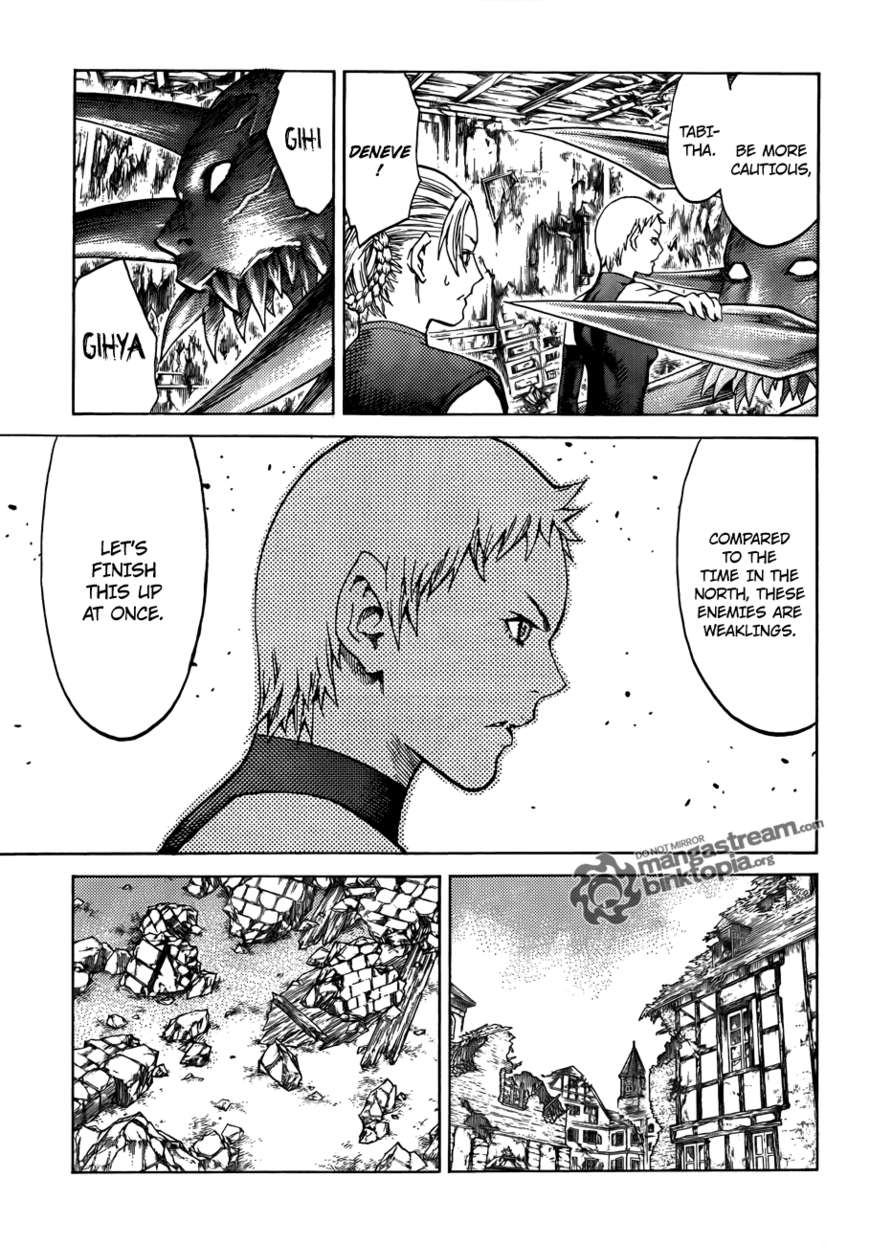 BE MORE
CAUTIOUS,
TABI-
THA.
DENEVE
!
GIHI
GIHYA
COMPARED
TO THE
TIME IN THE
NORTH, THESE
ENEMIES ARE
WEAKLINGS.
LET'S
FINISH
THIS UP
AT ONCE.
DO NOT MIRROR
mangastream.com
binktopia.org